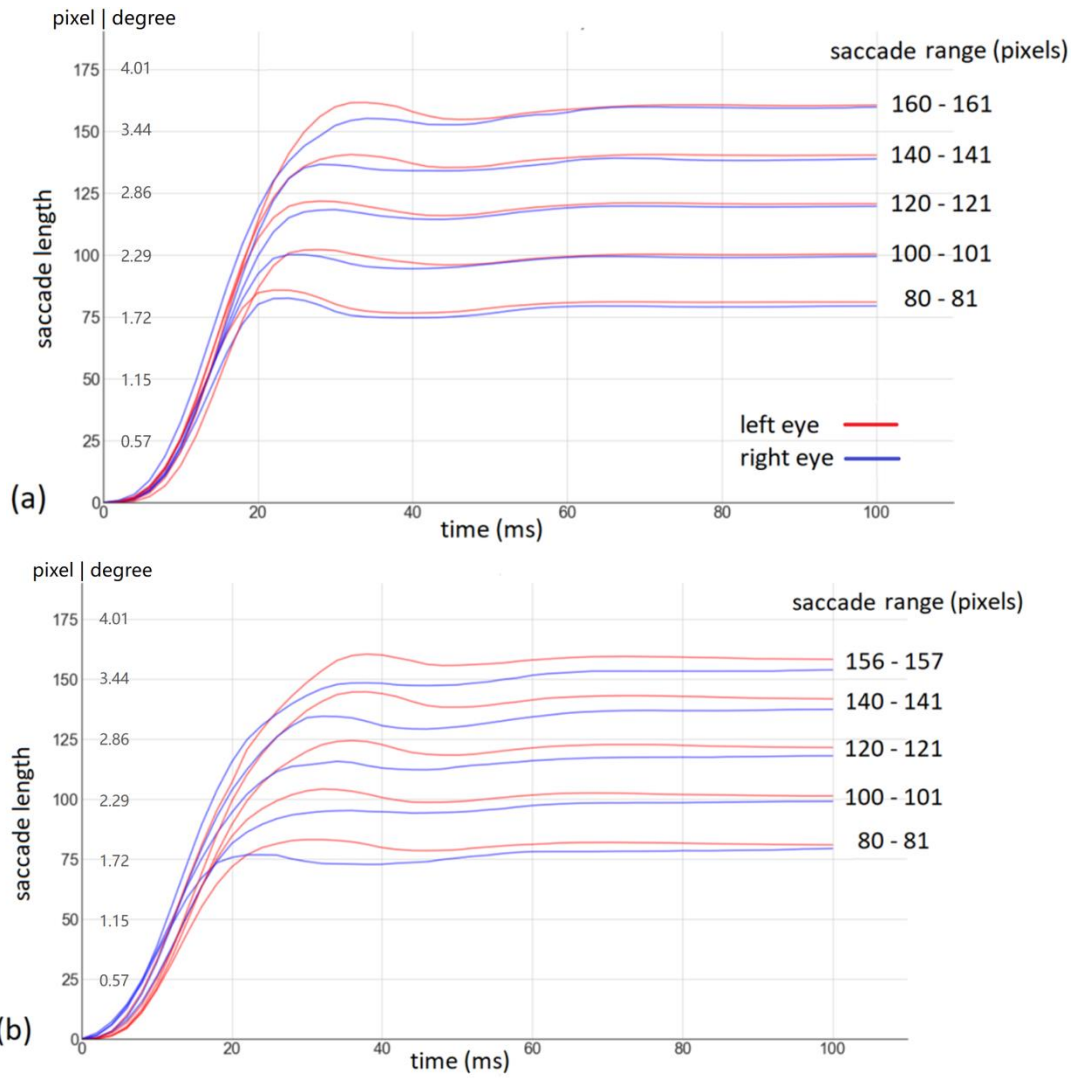 pixel | degree
saccade range (pixels)
175 4.01
160 - 161
150 3.44
140 - 141
125 2.86
120 - 121
100 2.29
100 - 101
80 - 81
75 1.72
50 1.15
left eye
25 0.57
right eye
saccade length
(a)
0
0 20 40 60 80 100
time (ms)
pixel | degree
saccade range (pixels)
175 4.01
156 - 157
150 3.44
140 - 141
125 2.86
120 - 121
100 2.29
100 - 101
80 - 81
75 1.72
50 1.15
25 0.57
saccade length
(b)
0
0 20 40 60 80 100
time (ms)